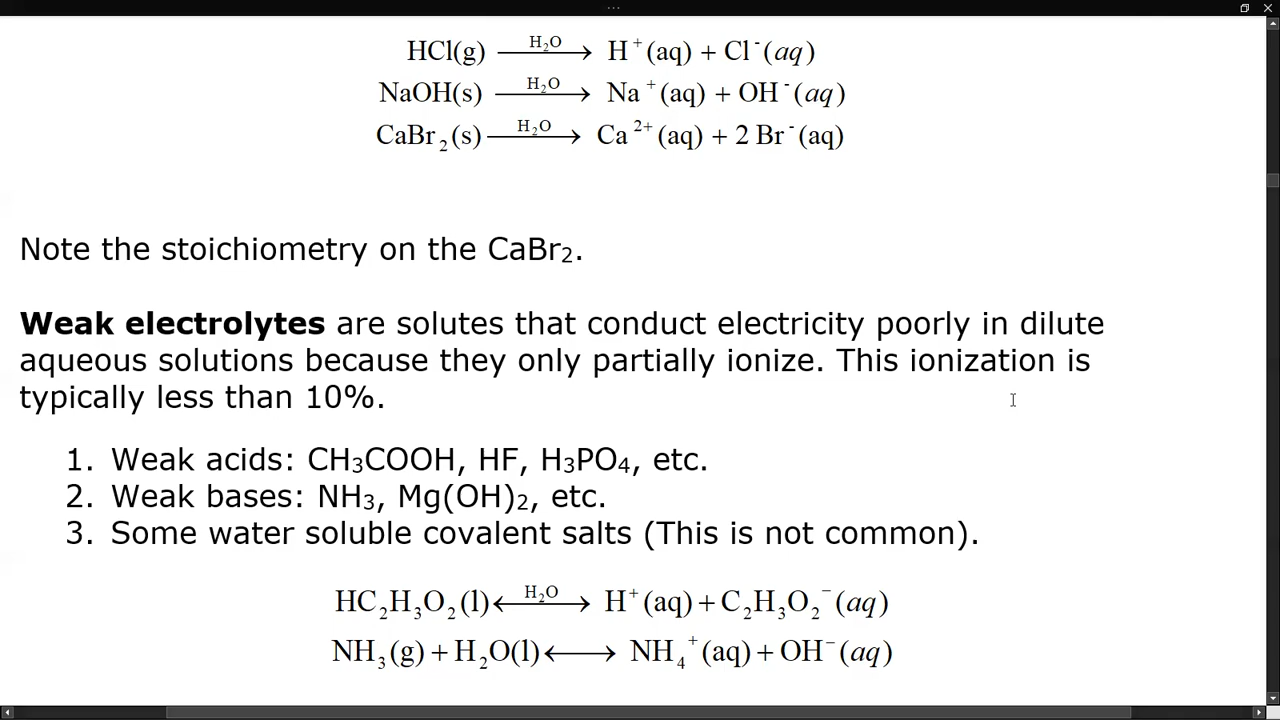 HCl(g) —H₂O→ H⁺(aq) + Cl⁻(aq)
NaOH(s) —H₂O→ Na⁺(aq) + OH⁻(aq)
CaBr₂(s) —H₂O→ Ca²⁺(aq) + 2 Br⁻(aq)
Note the stoichiometry on the CaBr₂.
Weak electrolytes are solutes that conduct electricity poorly in dilute
aqueous solutions because they only partially ionize. This ionization is
typically less than 10%.
1. Weak acids: CH₃COOH, HF, H₃PO₄, etc.
2. Weak bases: NH₃, Mg(OH)₂, etc.
3. Some water soluble covalent salts (This is not common).
HC₂H₃O₂(l) ←H₂O→ H⁺(aq) + C₂H₃O₂⁻(aq)
NH₃(g) + H₂O(l) ⟷ NH₄⁺(aq) + OH⁻(aq)